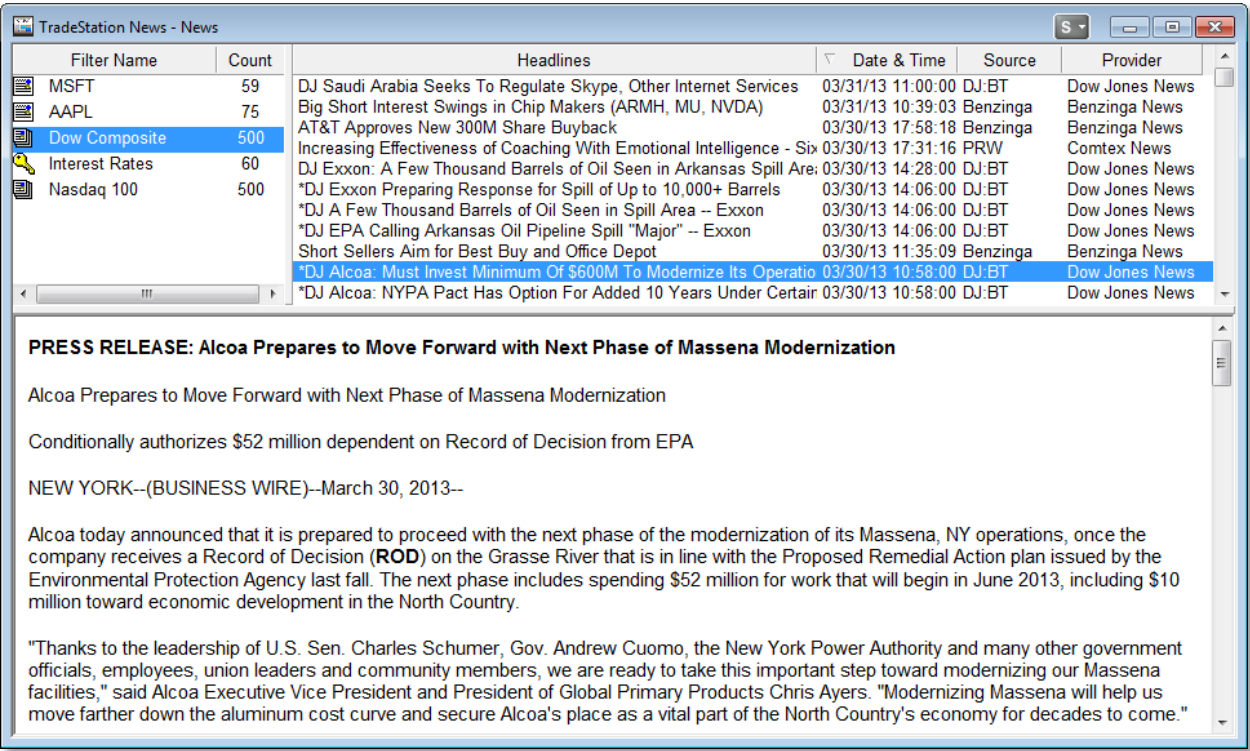 TradeStation News - News
S
Filter Name Count
MSFT 59
AAPL 75
Dow Composite 500
Interest Rates 60
Nasdaq 100 500
Headlines Date & Time Source Provider
DJ Saudi Arabia Seeks To Regulate Skype, Other Internet Services 03/31/13 11:00:00 DJ:BT Dow Jones News
Big Short Interest Swings in Chip Makers (ARMH, MU, NVDA) 03/31/13 10:39:03 Benzinga Benzinga News
AT&T Approves New 300M Share Buyback 03/30/13 17:58:18 Benzinga Benzinga News
Increasing Effectiveness of Coaching With Emotional Intelligence - Six 03/30/13 17:31:16 PRW Comtex News
DJ Exxon: A Few Thousand Barrels of Oil Seen in Arkansas Spill Area 03/30/13 14:28:00 DJ:BT Dow Jones News
*DJ Exxon Preparing Response for Spill of Up to 10,000+ Barrels 03/30/13 14:06:00 DJ:BT Dow Jones News
*DJ A Few Thousand Barrels of Oil Seen in Spill Area -- Exxon 03/30/13 14:06:00 DJ:BT Dow Jones News
*DJ EPA Calling Arkansas Oil Pipeline Spill "Major" -- Exxon 03/30/13 14:06:00 DJ:BT Dow Jones News
Short Sellers Aim for Best Buy and Office Depot 03/30/13 11:35:09 Benzinga Benzinga News
*DJ Alcoa: Must Invest Minimum Of $600M To Modernize Its Operatio 03/30/13 10:58:00 DJ:BT Dow Jones News
*DJ Alcoa: NYPA Pact Has Option For Added 10 Years Under Certain 03/30/13 10:58:00 DJ:BT Dow Jones News
PRESS RELEASE: Alcoa Prepares to Move Forward with Next Phase of Massena Modernization
Alcoa Prepares to Move Forward with Next Phase of Massena Modernization
Conditionally authorizes $52 million dependent on Record of Decision from EPA
NEW YORK--(BUSINESS WIRE)--March 30, 2013--
Alcoa today announced that it is prepared to proceed with the next phase of the modernization of its Massena, NY operations, once the
company receives a Record of Decision (ROD) on the Grasse River that is in line with the Proposed Remedial Action plan issued by the
Environmental Protection Agency last fall. The next phase includes spending $52 million for work that will begin in June 2013, including $10
million toward economic development in the North Country.
"Thanks to the leadership of U.S. Sen. Charles Schumer, Gov. Andrew Cuomo, the New York Power Authority and many other government
officials, employees, union leaders and community members, we are ready to take this important step toward modernizing our Massena
facilities," said Alcoa Executive Vice President and President of Global Primary Products Chris Ayers. "Modernizing Massena will help us
move farther down the aluminum cost curve and secure Alcoa's place as a vital part of the North Country's economy for decades to come."